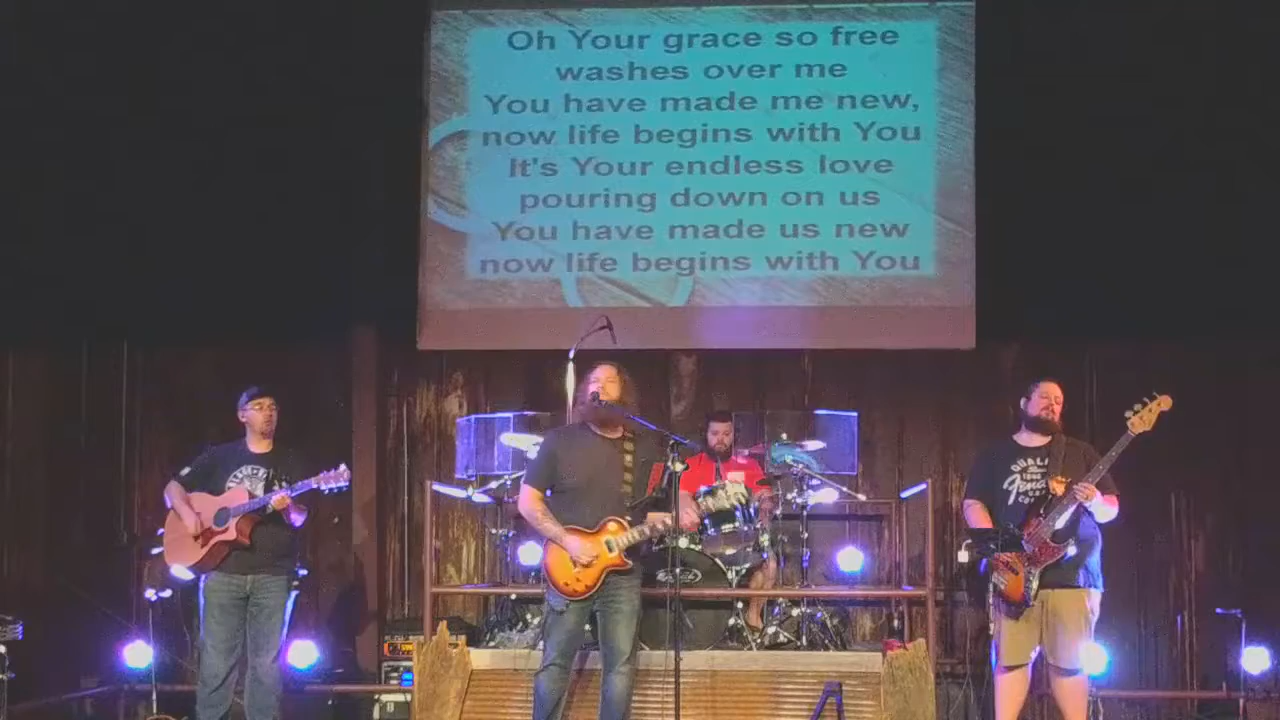 Oh Your grace so free
washes over me
You have made me new,
now life begins with You
It's Your endless love
pouring down on us
You have made us new
now life begins with You
Fender